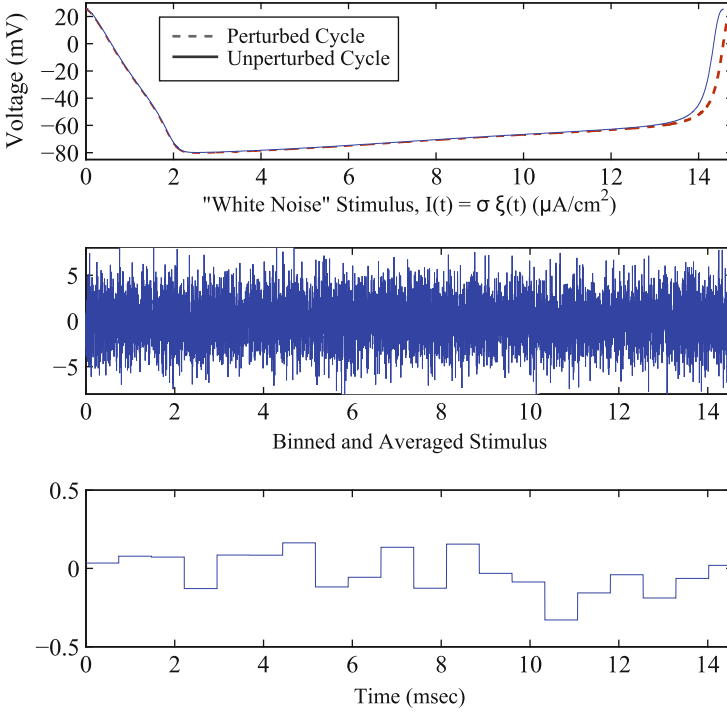 20
0
−20
−40
−60
−80
Voltage (mV)
Perturbed Cycle
Unperturbed Cycle
0 2 4 6 8 10 12 14
"White Noise" Stimulus, I(t) = σ ξ(t) (μA/cm²)
5
0
−5
0 2 4 6 8 10 12 14
Binned and Averaged Stimulus
0.5
0
−0.5
0 2 4 6 8 10 12 14
Time (msec)